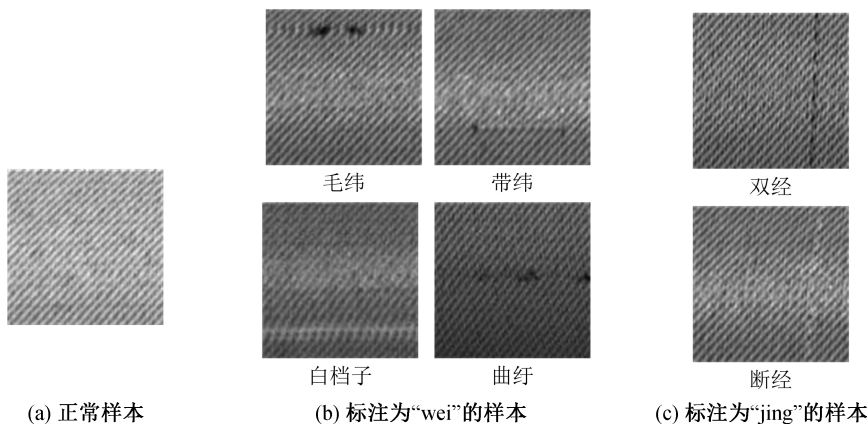 毛纬
带纬
双经
白档子
曲纡
断经
(a) 正常样本
(b) 标注为“wei”的样本
(c) 标注为“jing”的样本